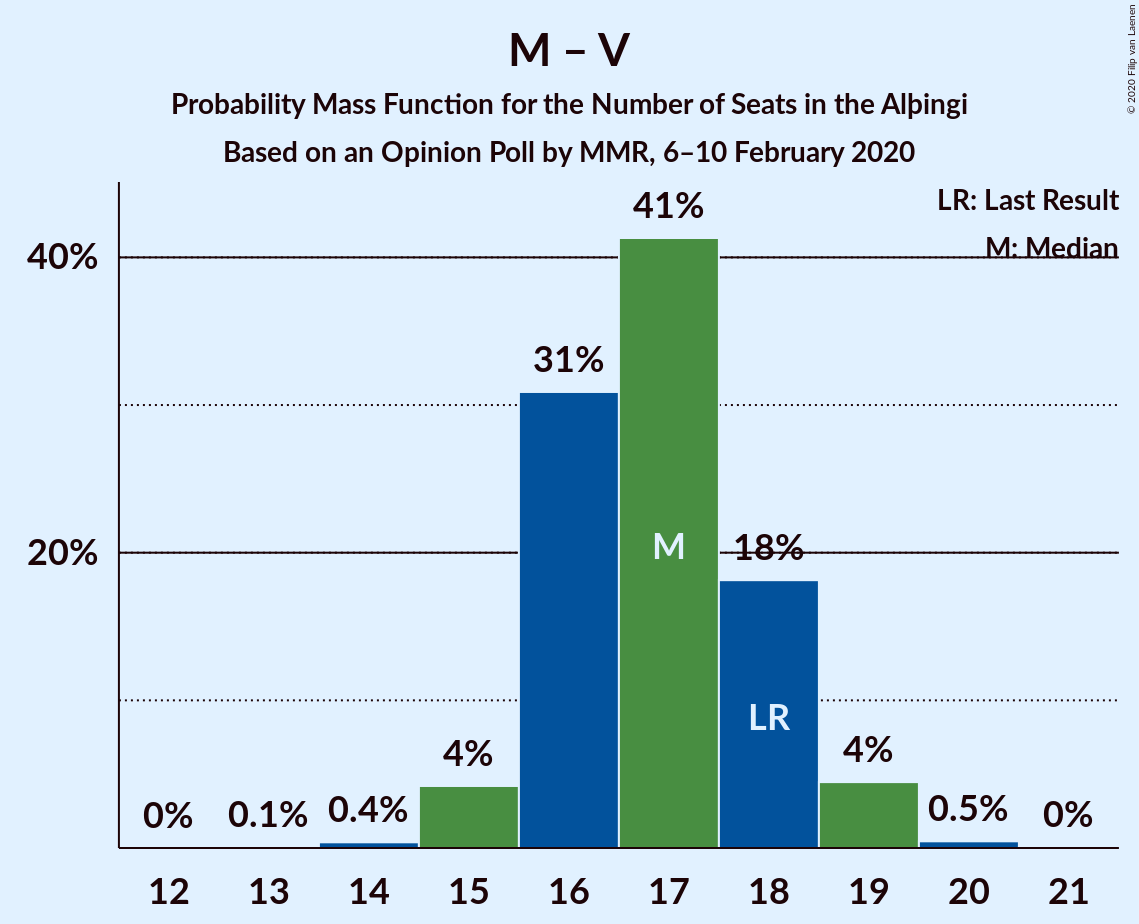 M – V
Probability Mass Function for the Number of Seats in the Alþingi
Based on an Opinion Poll by MMR, 6–10 February 2020
© 2020 Filip van Laenen
LR: Last Result
M: Median
40%
20%
0%
0.1%
0.4%
4%
31%
41%
18%
4%
0.5%
0%
M
LR
12 13 14 15 16 17 18 19 20 21